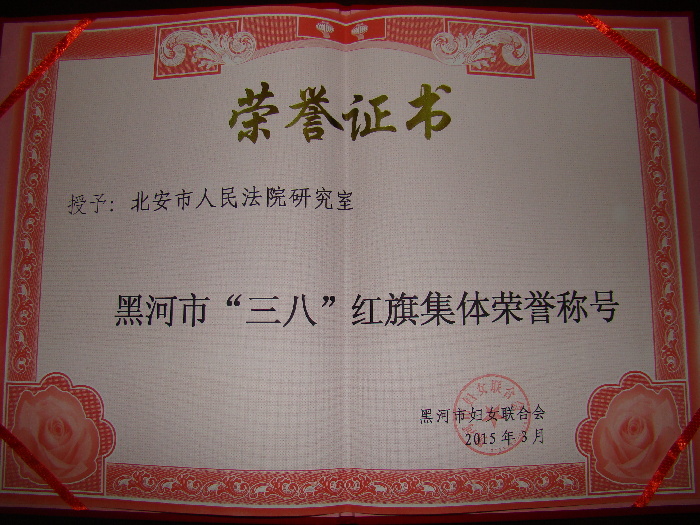 荣誉证书
授予：北安市人民法院研究室
黑河市“三八”红旗集体荣誉称号
黑河市妇女联合会
2015年3月